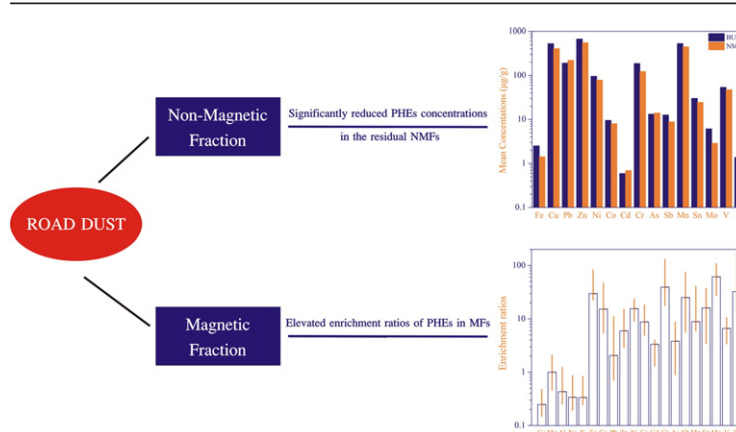 1000
BU
NM
100
10
1
0.1
Mean Concentrations (µg/g)
Fe Cu Pb Zn Ni Co Cd Cr As Sb Mn Sn Mo V
Non-Magnetic
Fraction
Significantly reduced PHEs concentrations
in the residual NMFs
ROAD DUST
Magnetic
Fraction
Elevated enrichment ratios of PHEs in MFs
100
10
1
0.1
Enrichment ratios